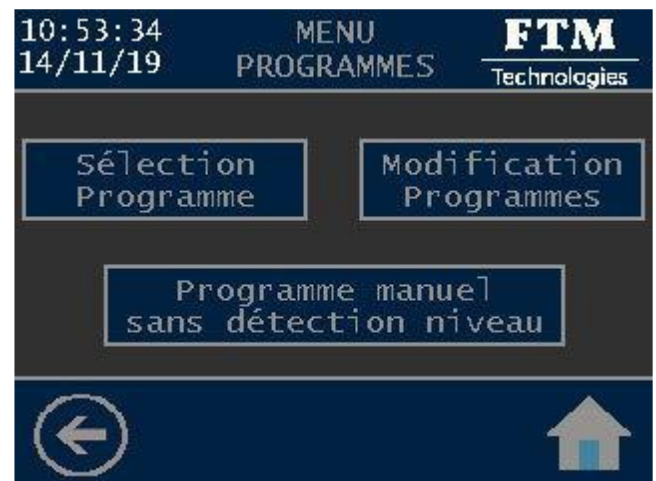 10:53:34
14/11/19
MENU
PROGRAMMES
FTM
Technologies
Sélection
Programme
Modification
Programmes
Programme manuel
sans détection niveau